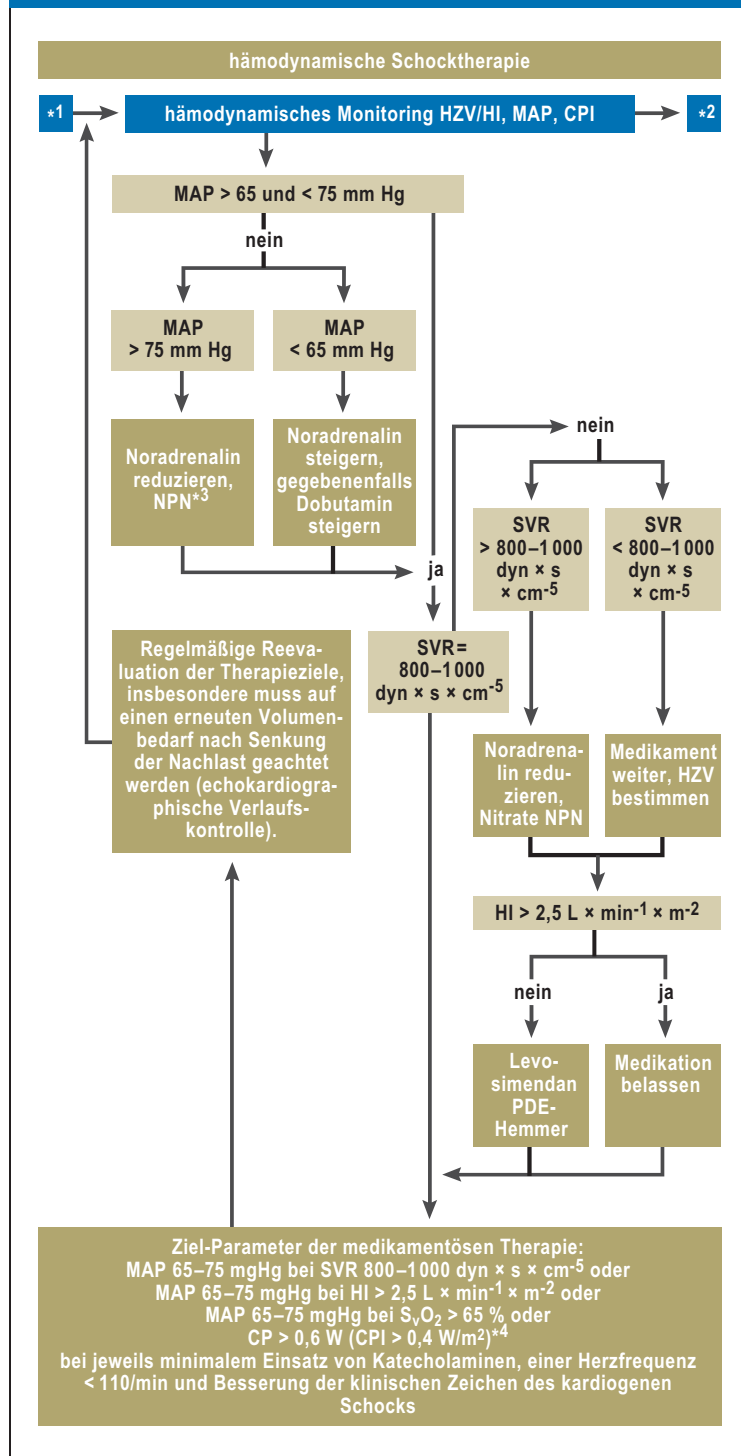 hämodynamische Schocktherapie
*1
hämodynamisches Monitoring HZV/HI, MAP, CPI
*2
MAP > 65 und < 75 mm Hg
nein
MAP
> 75 mm Hg
MAP
< 65 mm Hg
Noradrenalin
reduzieren,
NPN*3
Noradrenalin
steigern,
gegebenenfalls
Dobutamin
steigern
ja
nein
SVR
> 800–1000
dyn × s
× cm-5
SVR
< 800–1000
dyn × s
× cm-5
SVR =
800–1000
dyn × s × cm-5
Regelmäßige Reeva-
luation der Therapieziele,
insbesondere muss auf
einen erneuten Volumen-
bedarf nach Senkung
der Nachlast geachtet
werden (echokardiogra-
phische Verlaufs-
kontrolle).
Noradrena-
lin redu-
zieren,
Nitrate NPN
Medikament
weiter, HZV
bestimmen
HI > 2,5 L × min-1 × m-2
nein
ja
Levo-
simendan
PDE-
Hemmer
Medikation
belassen
Ziel-Parameter der medikamentösen Therapie:
MAP 65–75 mgHg bei SVR 800–1000 dyn × s × cm-5 oder
MAP 65–75 mgHg bei HI > 2,5 L × min-1 × m-2 oder
MAP 65–75 mgHg bei SvO2 > 65 % oder
CP > 0,6 W (CPI > 0,4 W/m²)*4
bei jeweils minimalem Einsatz von Katecholaminen, einer Herzfrequenz
< 110/min und Besserung der klinischen Zeichen des kardiogenen
Schocks